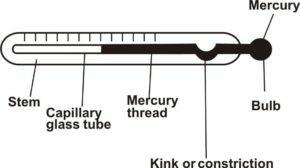 Mercury
Stem
Capillary
glass tube
Mercury
thread
Bulb
Kink or constriction